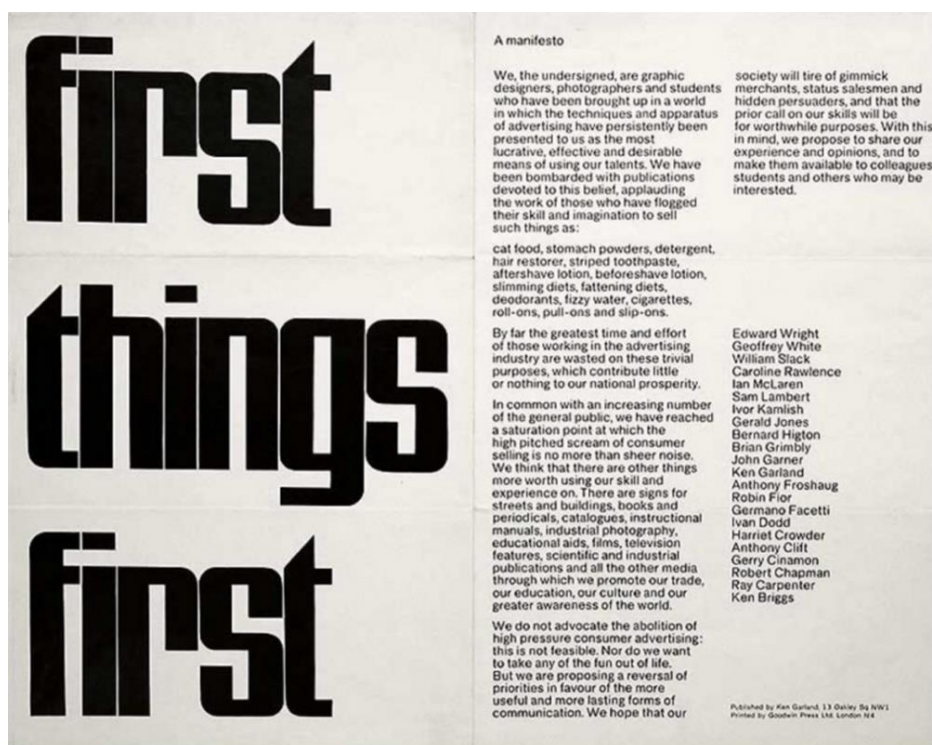 first
things
first
A manifesto
We, the undersigned, are graphic
designers, photographers and students
who have been brought up in a world
in which the techniques and apparatus
of advertising have persistently been
presented to us as the most
lucrative, effective and desirable
means of using our talents. We have
been bombarded with publications
devoted to this belief, applauding
the work of those who have flogged
their skill and imagination to sell
such things as:
cat food, stomach powders, detergent,
hair restorer, striped toothpaste,
aftershave lotion, beforeshave lotion,
slimming diets, fattening diets,
deodorants, fizzy water, cigarettes,
roll-ons, pull-ons and slip-ons.
By far the greatest time and effort
of those working in the advertising
industry are wasted on these trivial
purposes, which contribute little
or nothing to our national prosperity.
In common with an increasing number
of the general public, we have reached
a saturation point at which the
high pitched scream of consumer
selling is no more than sheer noise.
We think that there are other things
more worth using our skill and
experience on. There are signs for
streets and buildings, books and
periodicals, catalogues, instructional
manuals, industrial photography,
educational aids, films, television
features, scientific and industrial
publications and all the other media
through which we promote our trade,
our education, our culture and our
greater awareness of the world.
We do not advocate the abolition of
high pressure consumer advertising:
this is not feasible. Nor do we want
to take any of the fun out of life.
But we are proposing a reversal of
priorities in favour of the more
useful and more lasting forms of
communication. We hope that our
society will tire of gimmick
merchants, status salesmen and
hidden persuaders, and that the
prior call on our skills will be
for worthwhile purposes. With this
in mind, we propose to share our
experience and opinions, and to
make them available to colleagues
students and others who may be
interested.
Edward Wright
Geoffrey White
William Slack
Caroline Rawlence
Ian McLaren
Sam Lambert
Ivor Kamlish
Gerald Jones
Bernard Higton
Brian Grimbly
John Garner
Ken Garland
Anthony Froshaug
Robin Fior
Germano Facetti
Ivan Dodd
Harriet Crowder
Anthony Clift
Gerry Cinamon
Robert Chapman
Ray Carpenter
Ken Briggs
Published by Ken Garland, 13 Oakley Sq NW1
Printed by Goodwin Press Ltd. London N4